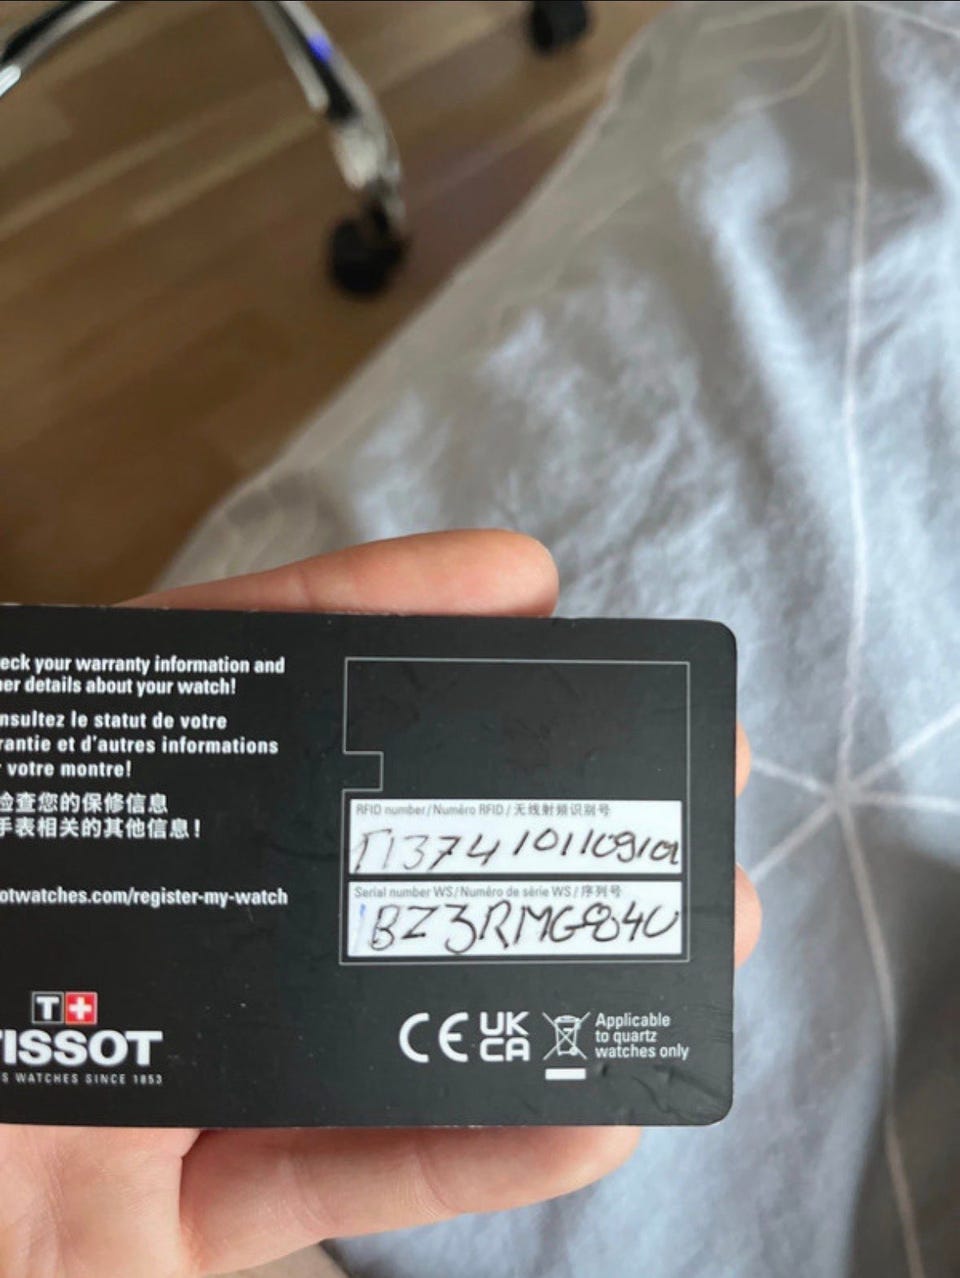 eck your warranty information and
er details about your watch!
nsultez le statut de votre
rantie et d'autres informations
r votre montre!
检查您的保修信息
手表相关的其他信息！
otwatches.com/register-my-watch
RFID number/Numéro RFID/无线射频识别号
Serial number WS/Numéro de série WS/序列号
BZ3RMG840
T+
TISSOT
S WATCHES SINCE 1853
CE UK
CA
Applicable
to quartz
watches only